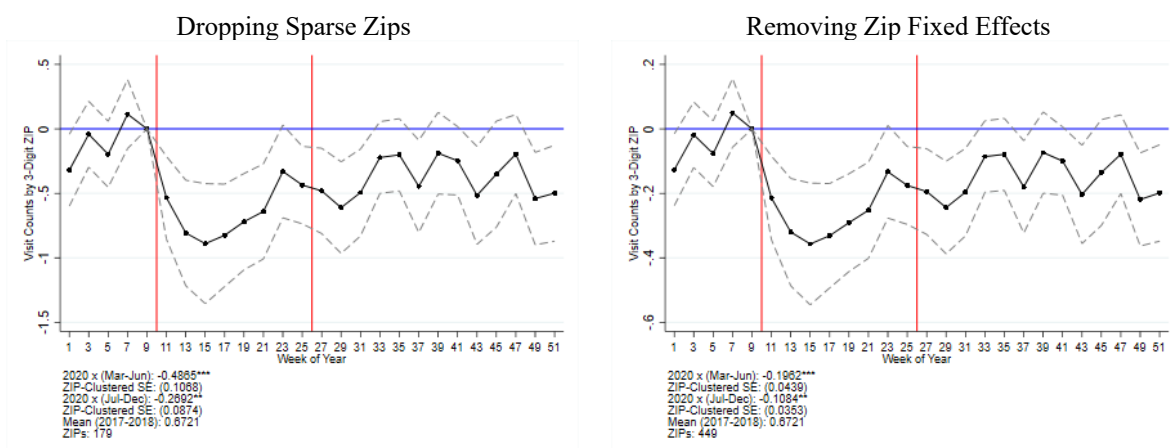 Dropping Sparse Zips
Visit Counts by 3-Digit ZIP
.5
0
-.5
-1
-1.5
1 3 5 7 9 11 13 15 17 19 21 23 25 27 29 31 33 35 37 39 41 43 45 47 49 51
Week of Year
2020 x (Mar-Jun): -0.4865***
ZIP-Clustered SE: (0.1068)
2020 x (Jul-Dec): -0.2692**
ZIP-Clustered SE: (0.0874)
Mean (2017-2018): 0.6721
ZIPs: 179
Removing Zip Fixed Effects
Visit Counts by 3-Digit ZIP
.2
0
-.2
-.4
-.6
1 3 5 7 9 11 13 15 17 19 21 23 25 27 29 31 33 35 37 39 41 43 45 47 49 51
Week of Year
2020 x (Mar-Jun): -0.1962***
ZIP-Clustered SE: (0.0439)
2020 x (Jul-Dec): -0.1084**
ZIP-Clustered SE: (0.0353)
Mean (2017-2018): 0.6721
ZIPs: 449